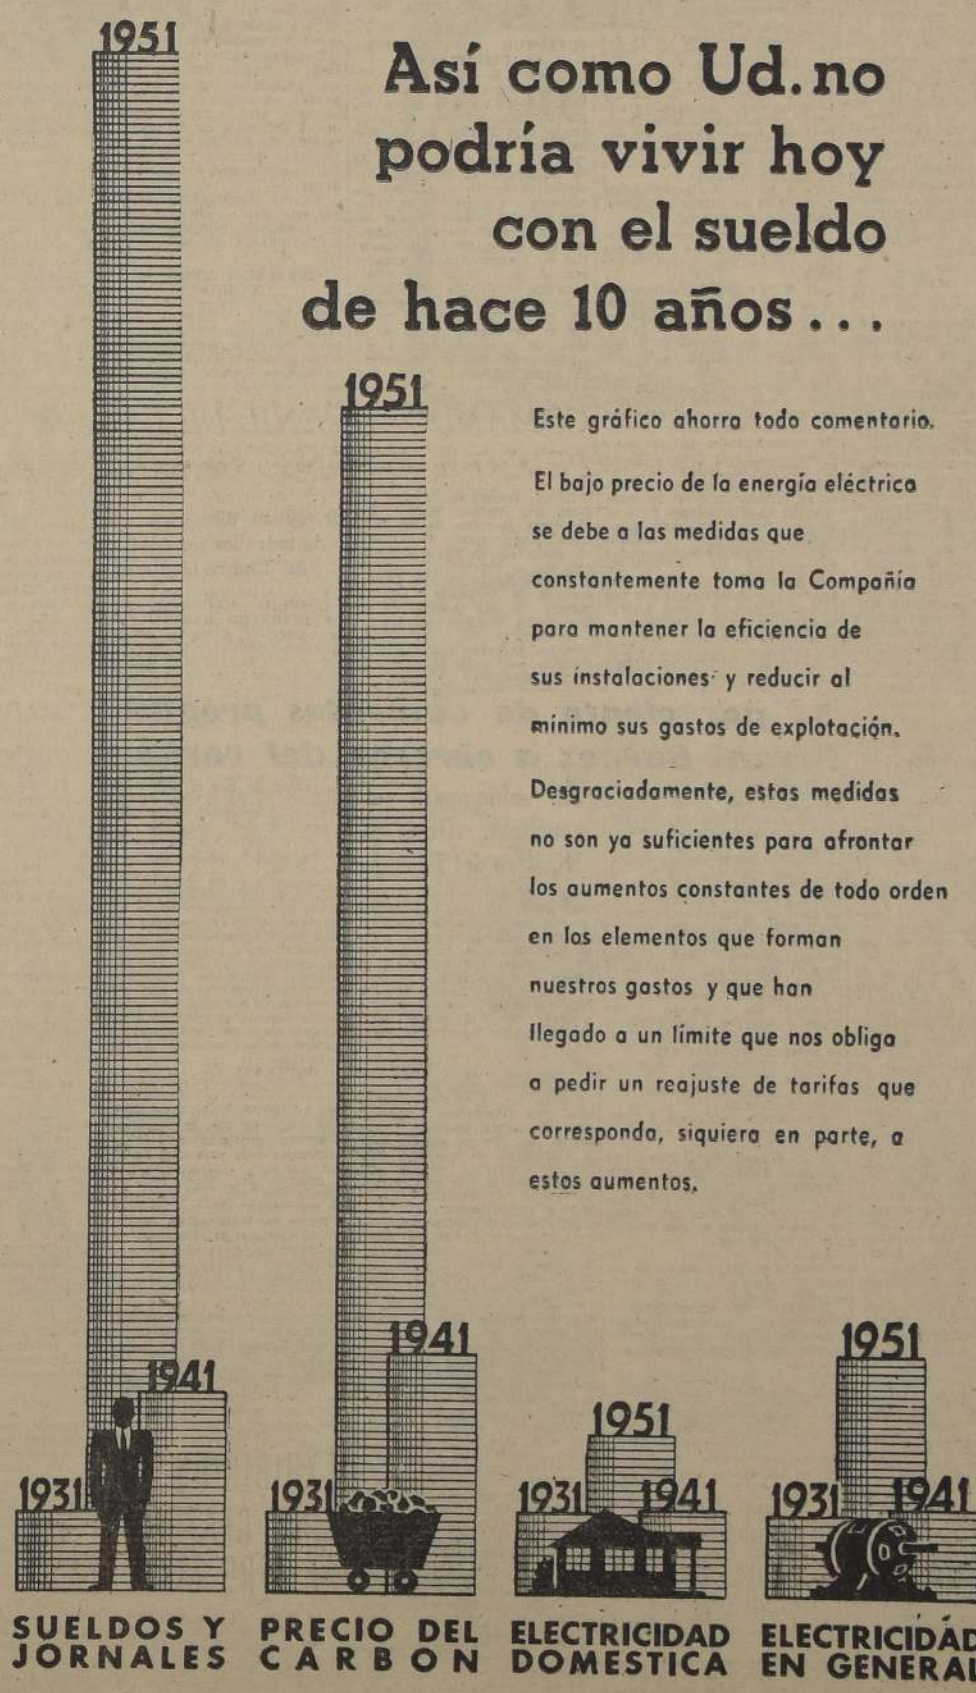 Así como Ud. no
podría vivir hoy
con el sueldo
de hace 10 años...
Este gráfico ahorra todo comentario.
El bajo precio de la energía eléctrica
se debe a las medidas que
constantemente toma la Compañía
para mantener la eficiencia de
sus instalaciones y reducir al
mínimo sus gastos de explotación.
Desgraciadamente, estas medidas
no son ya suficientes para afrontar
los aumentos constantes de todo orden
en los elementos que forman
nuestros gastos y que han
llegado a un límite que nos obliga
a pedir un reajuste de tarifas que
corresponda, siquiera en parte, a
estos aumentos.
1931
1951
1941
SUELDOS Y
JORNALES
1931
1951
1941
PRECIO DEL
CARBON
1931
1951
1941
ELECTRICIDAD
DOMESTICA
1931
1951
1941
ELECTRICIDAD
EN GENERAL